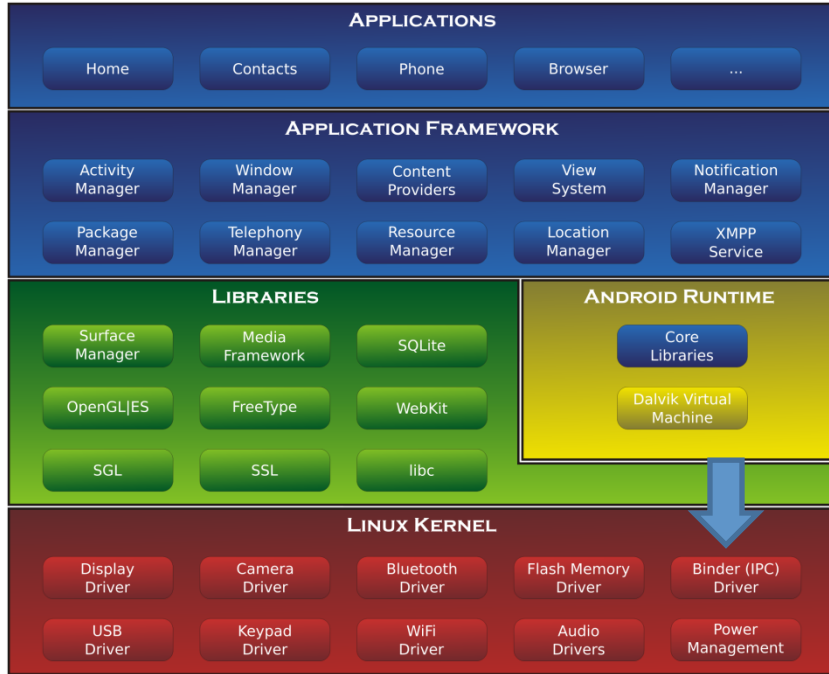 APPLICATIONS
Home
Contacts
Phone
Browser
...
APPLICATION FRAMEWORK
Activity
Manager
Window
Manager
Content
Providers
View
System
Notification
Manager
Package
Manager
Telephony
Manager
Resource
Manager
Location
Manager
XMPP
Service
LIBRARIES
Surface
Manager
Media
Framework
SQLite
OpenGL|ES
FreeType
WebKit
SGL
SSL
libc
ANDROID RUNTIME
Core
Libraries
Dalvik Virtual
Machine
LINUX KERNEL
Display
Driver
Camera
Driver
Bluetooth
Driver
Flash Memory
Driver
Binder (IPC)
Driver
USB
Driver
Keypad
Driver
WiFi
Driver
Audio
Drivers
Power
Management